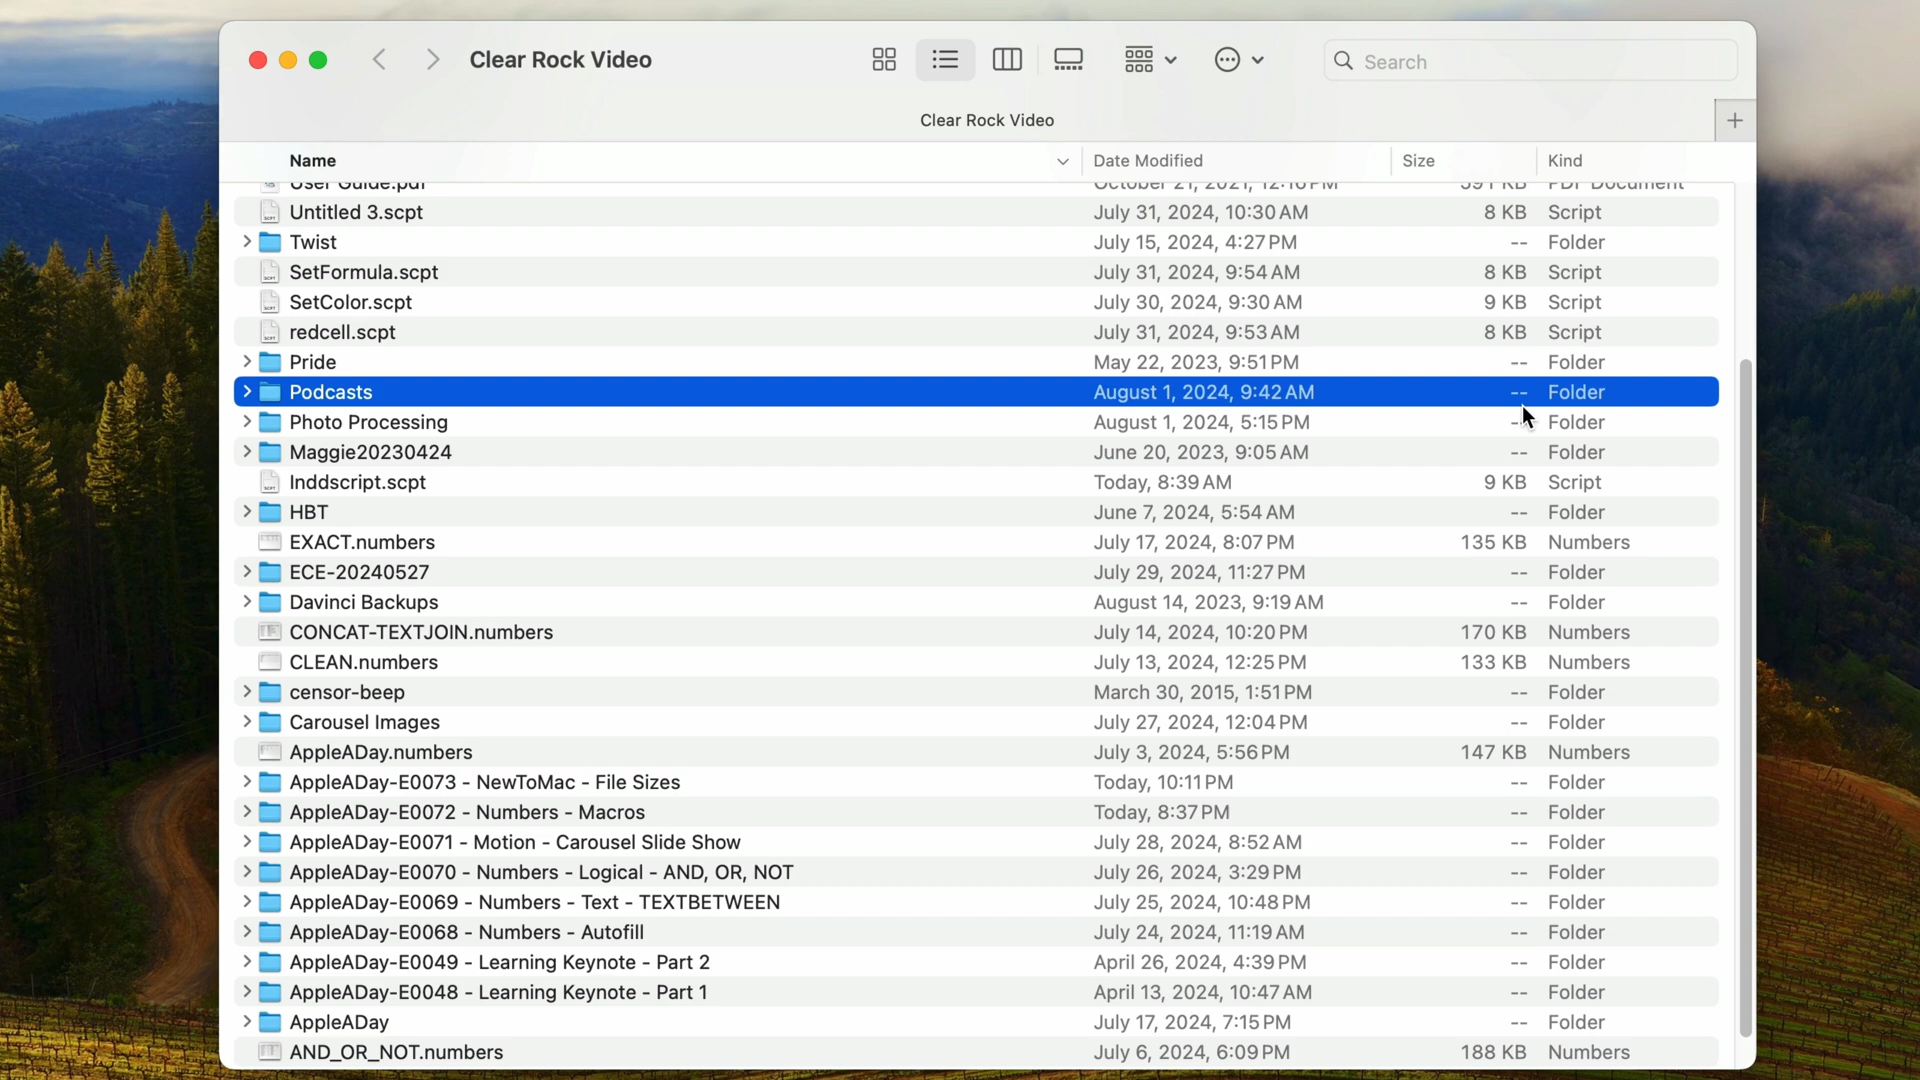 Clear Rock Video
Search
Clear Rock Video
Name Date Modified Size Kind
User Guide.pdf October 21, 2021, 12:16 PM 591 KB PDF Document
Untitled 3.scpt July 31, 2024, 10:30 AM 8 KB Script
Twist July 15, 2024, 4:27 PM -- Folder
SetFormula.scpt July 31, 2024, 9:54 AM 8 KB Script
SetColor.scpt July 30, 2024, 9:30 AM 9 KB Script
redcell.scpt July 31, 2024, 9:53 AM 8 KB Script
Pride May 22, 2023, 9:51 PM -- Folder
Podcasts August 1, 2024, 9:42 AM -- Folder
Photo Processing August 1, 2024, 5:15 PM -- Folder
Maggie20230424 June 20, 2023, 9:05 AM -- Folder
Inddscript.scpt Today, 8:39 AM 9 KB Script
HBT June 7, 2024, 5:54 AM -- Folder
EXACT.numbers July 17, 2024, 8:07 PM 135 KB Numbers
ECE-20240527 July 29, 2024, 11:27 PM -- Folder
Davinci Backups August 14, 2023, 9:19 AM -- Folder
CONCAT-TEXTJOIN.numbers July 14, 2024, 10:20 PM 170 KB Numbers
CLEAN.numbers July 13, 2024, 12:25 PM 133 KB Numbers
censor-beep March 30, 2015, 1:51 PM -- Folder
Carousel Images July 27, 2024, 12:04 PM -- Folder
AppleADay.numbers July 3, 2024, 5:56 PM 147 KB Numbers
AppleADay-E0073 - NewToMac - File Sizes Today, 10:11 PM -- Folder
AppleADay-E0072 - Numbers - Macros Today, 8:37 PM -- Folder
AppleADay-E0071 - Motion - Carousel Slide Show July 28, 2024, 8:52 AM -- Folder
AppleADay-E0070 - Numbers - Logical - AND, OR, NOT July 26, 2024, 3:29 PM -- Folder
AppleADay-E0069 - Numbers - Text - TEXTBETWEEN July 25, 2024, 10:48 PM -- Folder
AppleADay-E0068 - Numbers - Autofill July 24, 2024, 11:19 AM -- Folder
AppleADay-E0049 - Learning Keynote - Part 2 April 26, 2024, 4:39 PM -- Folder
AppleADay-E0048 - Learning Keynote - Part 1 April 13, 2024, 10:47 AM -- Folder
AppleADay July 17, 2024, 7:15 PM -- Folder
AND_OR_NOT.numbers July 6, 2024, 6:09 PM 188 KB Numbers